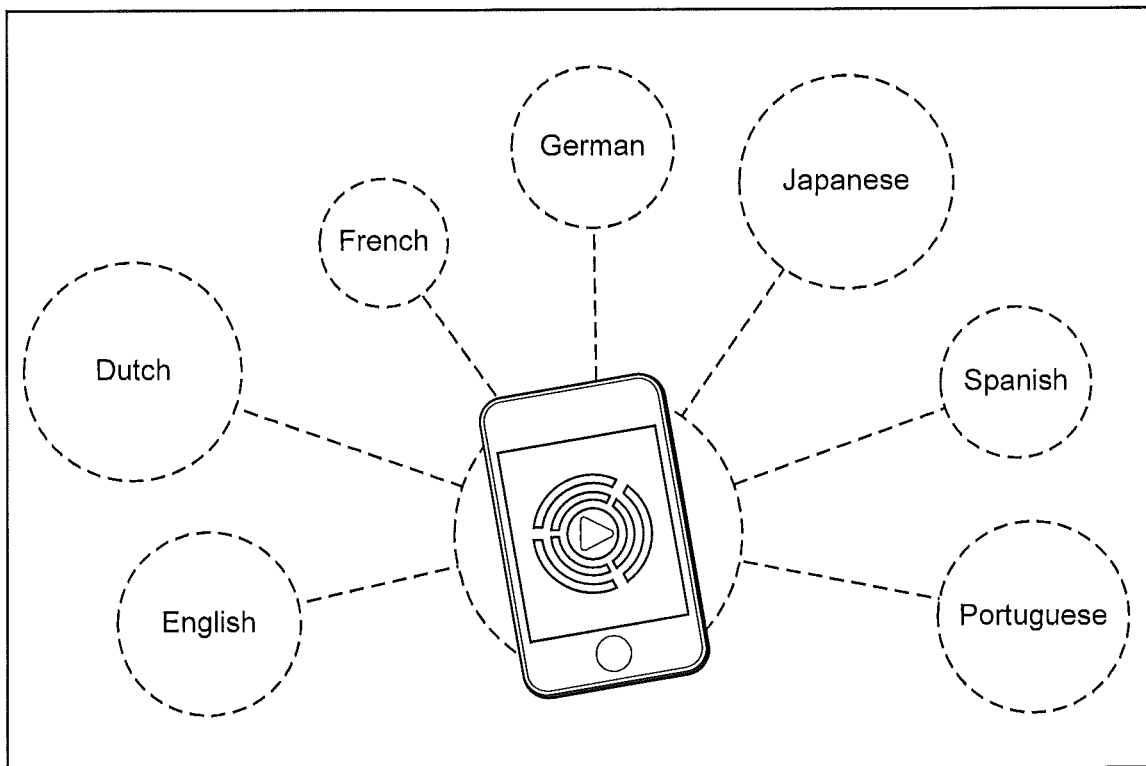 German
Japanese
French
Dutch
Spanish
English
Portuguese